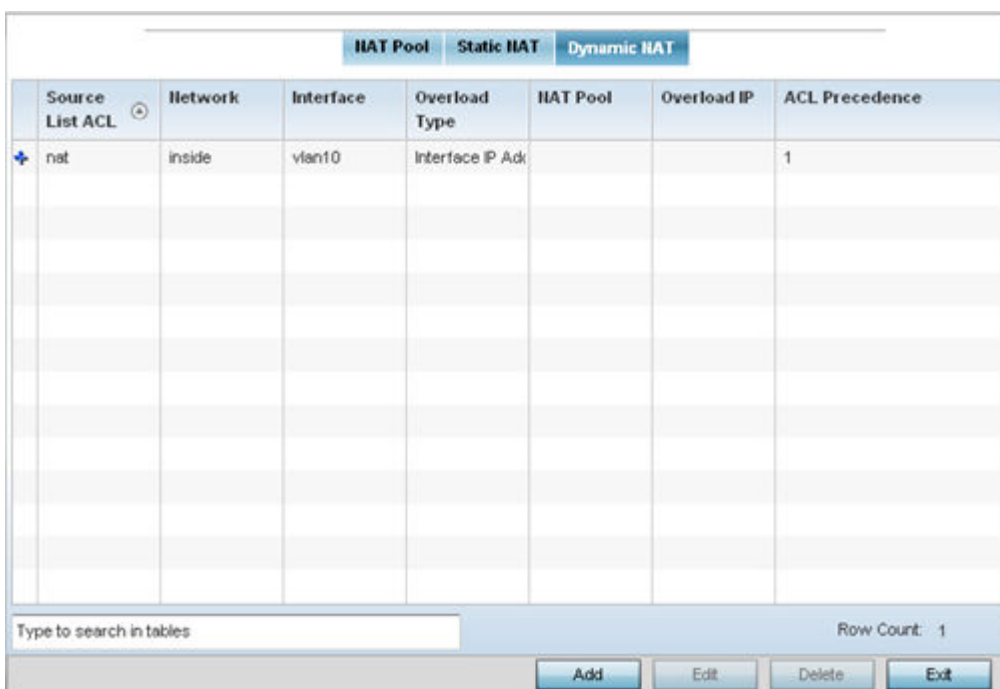 NAT Pool Static NAT Dynamic NAT
Source List ACL Network Interface Overload Type NAT Pool Overload IP ACL Precedence
nat inside vlan10 Interface IP Ad 1
Type to search in tables Row Count: 1
Add Edit Delete Exit